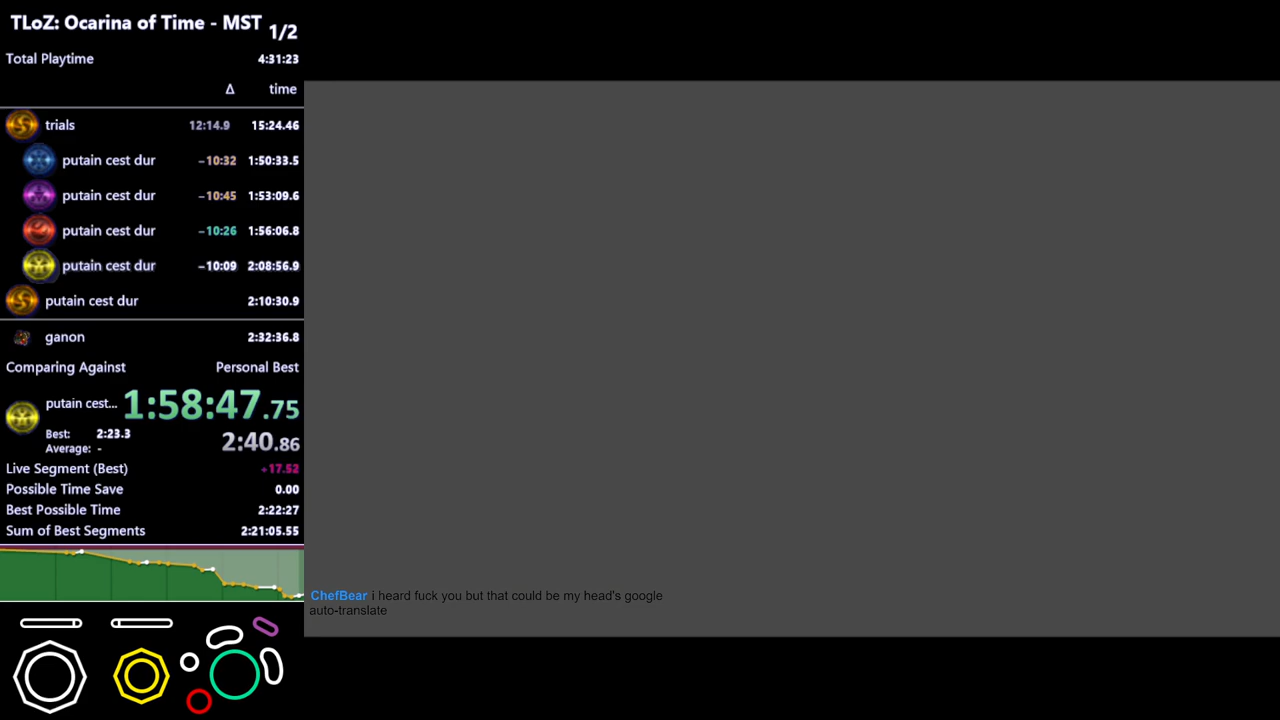 TLoZ: Ocarina of Time - MST 1/2
Total Playtime 4:31:23
Δ time
trials 12:14.9 15:24.46
putain cest dur −10:32 1:50:33.5
putain cest dur −10:45 1:53:09.6
putain cest dur −10:26 1:56:06.8
putain cest dur −10:09 2:08:56.9
putain cest dur 2:10:30.9
ganon 2:32:36.8
Comparing Against Personal Best
putain cest... 1:58:47.75
Best: 2:23.3
Average: - 2:40.86
Live Segment (Best) +17.52
Possible Time Save 0.00
Best Possible Time 2:22:27
Sum of Best Segments 2:21:05.55
ChefBear i heard fuck you but that could be my head's google
auto-translate